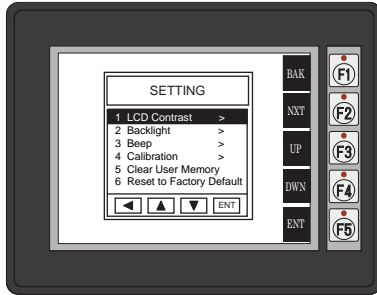 SETTING
1 LCD Contrast >
2 Backlight >
3 Beep >
4 Calibration >
5 Clear User Memory
6 Reset to Factory Default
ENT
BAK
NXT
UP
DWN
ENT
F1
F2
F3
F4
F5